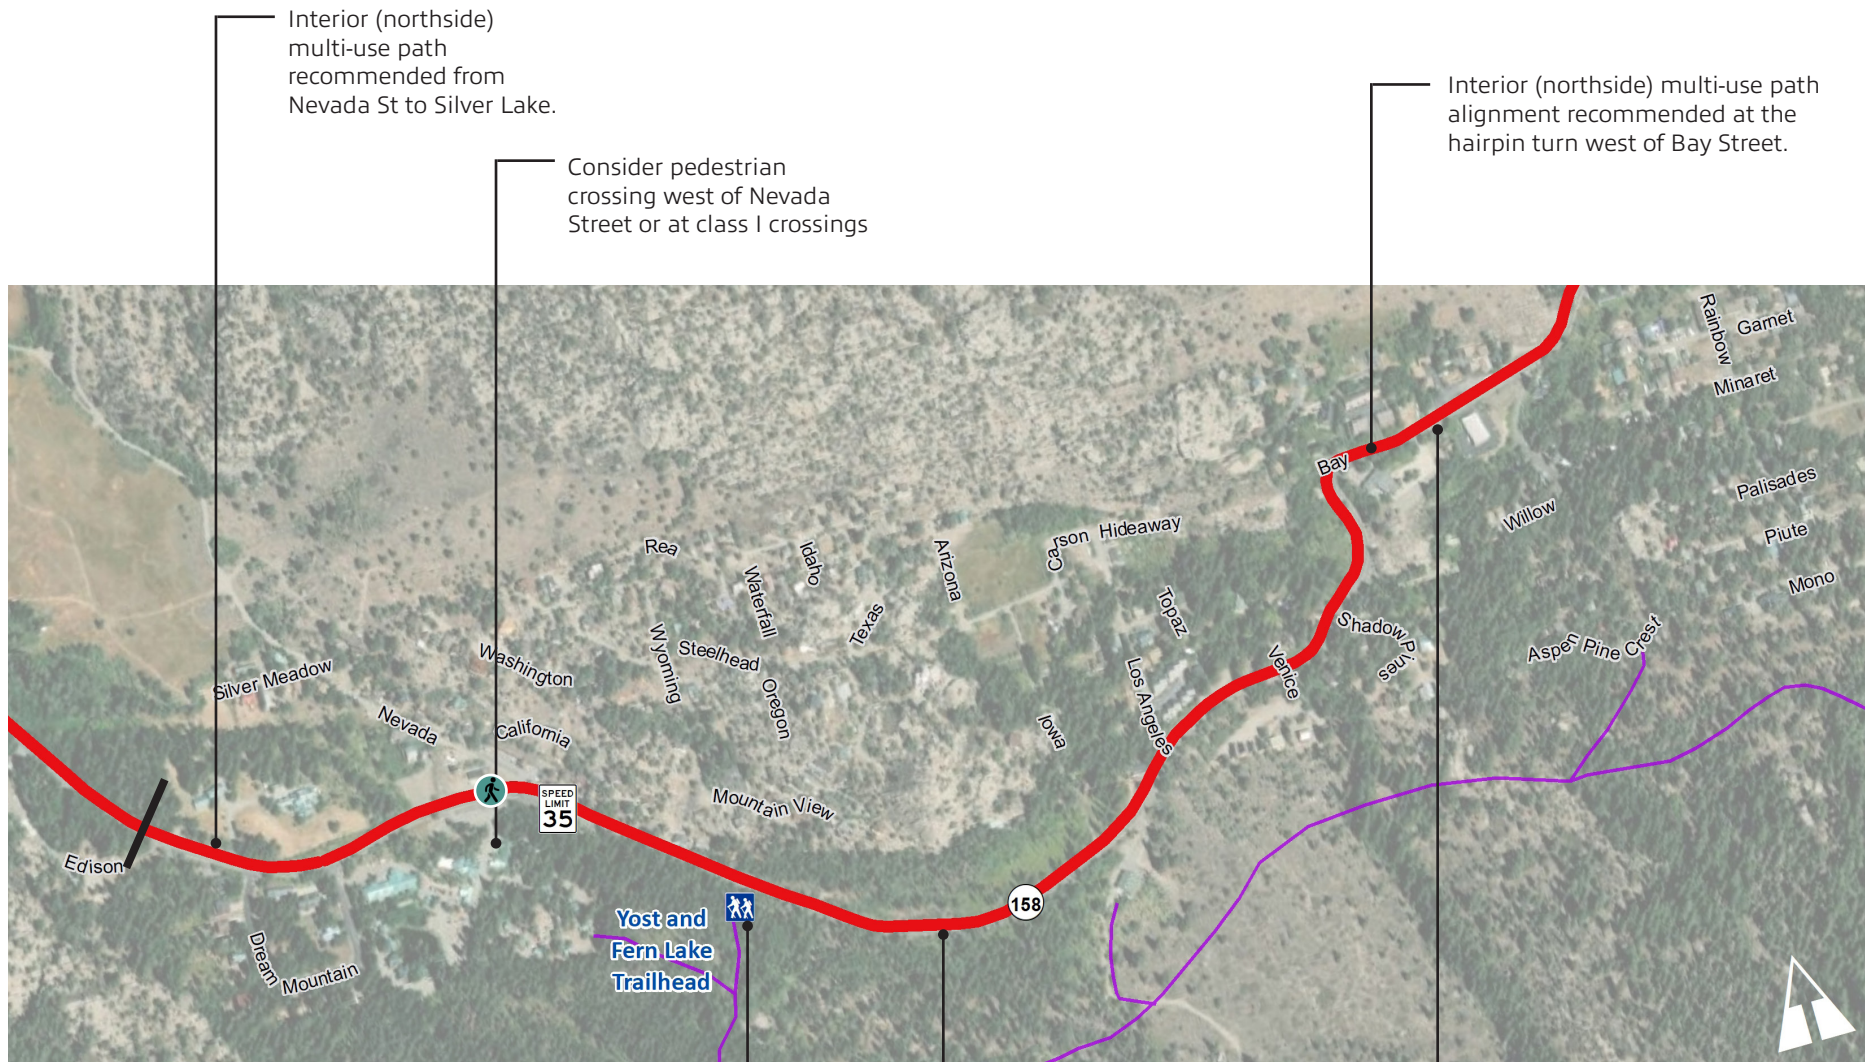 Interior (northside)
multi-use path
recommended from
Nevada St to Silver Lake.
Consider pedestrian
crossing west of Nevada
Street or at class I crossings
Interior (northside) multi-use path
alignment recommended at the
hairpin turn west of Bay Street.
Rainbow
Garnet
Minaret
Bay
Palisades
Willow
Piute
Mono
Carson Hideaway
Rea
Idaho
Arizona
Waterfall
Texas
Topaz
Shadow Pines
Aspen
Pine Crest
Wyoming
Steelhead
Washington
Silver Meadow
Venice
Los Angeles
Oregon
Nevada
California
Iowa
SPEED
LIMIT
35
Mountain View
Edison
158
Yost and
Fern Lake
Trailhead
Dream
Mountain